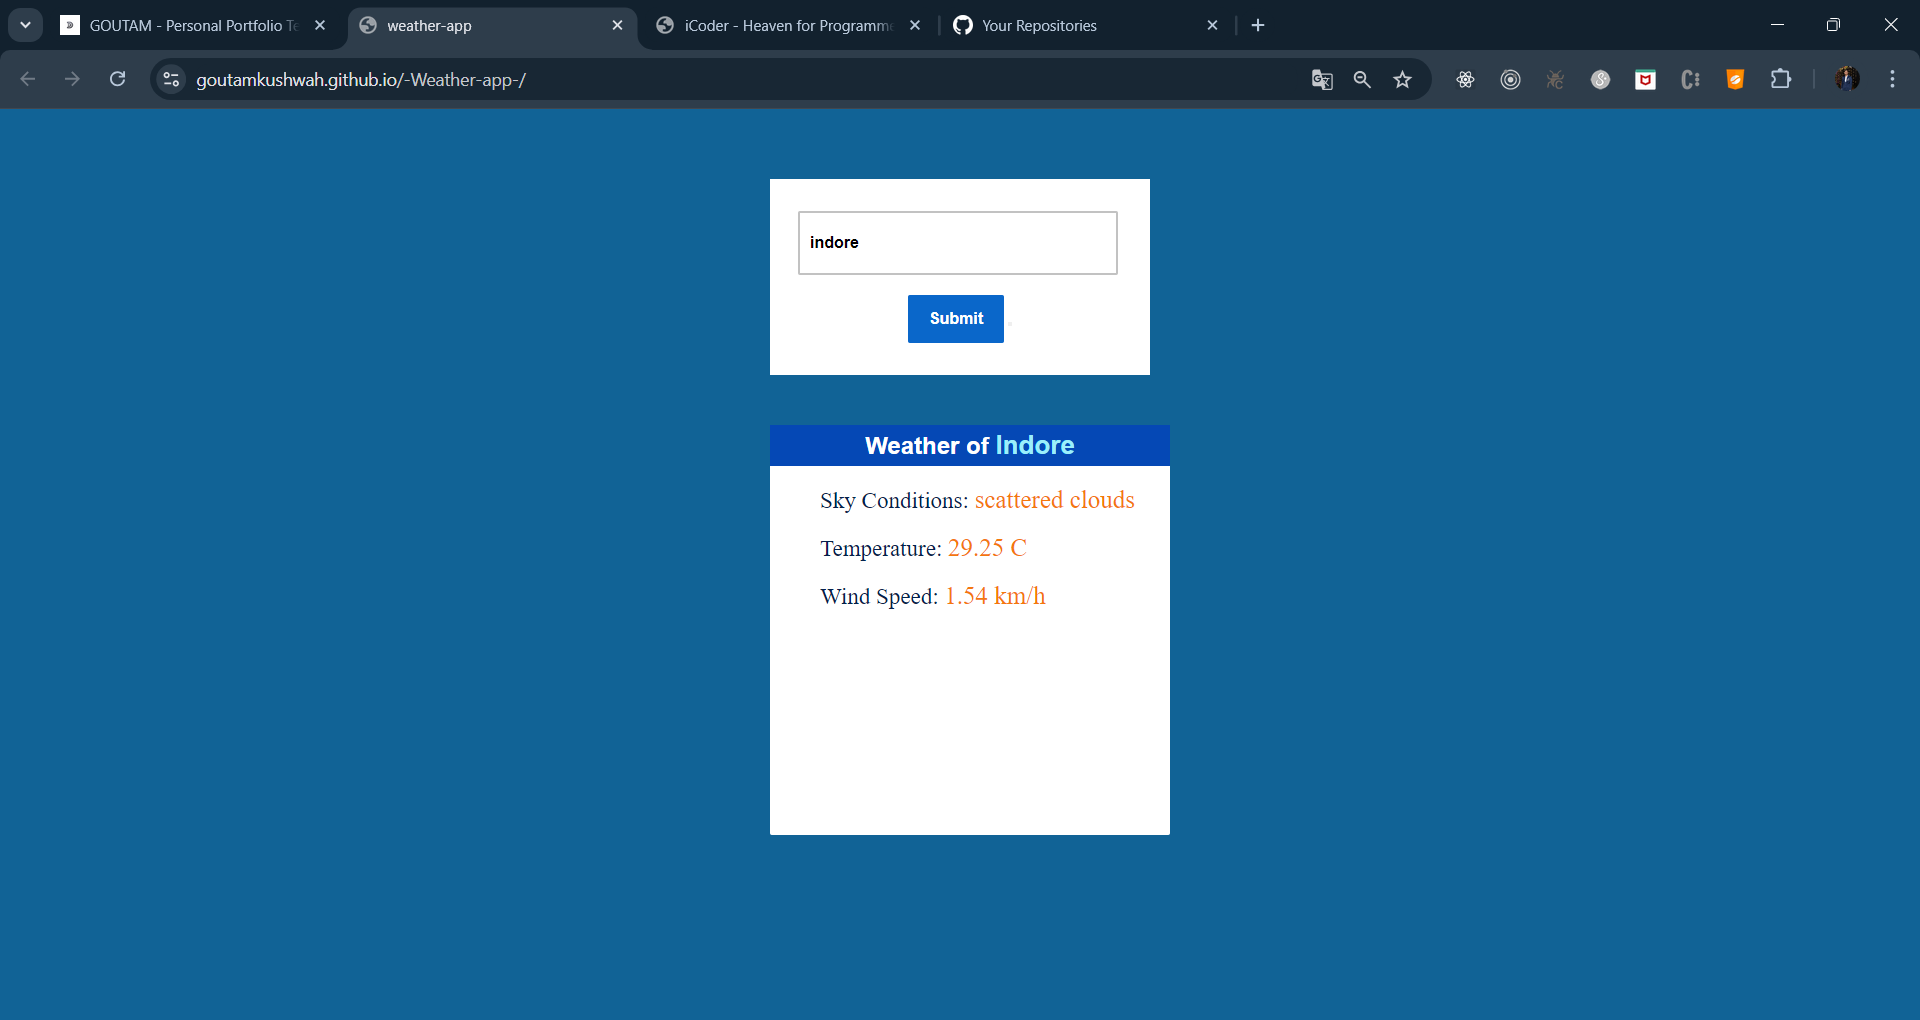 GOUTAM - Personal Portfolio Te
weather-app
iCoder - Heaven for Programme
Your Repositories
goutamkushwah.github.io/-Weather-app-/
indore
Submit
Weather of Indore
Sky Conditions: scattered clouds
Temperature: 29.25 C
Wind Speed: 1.54 km/h